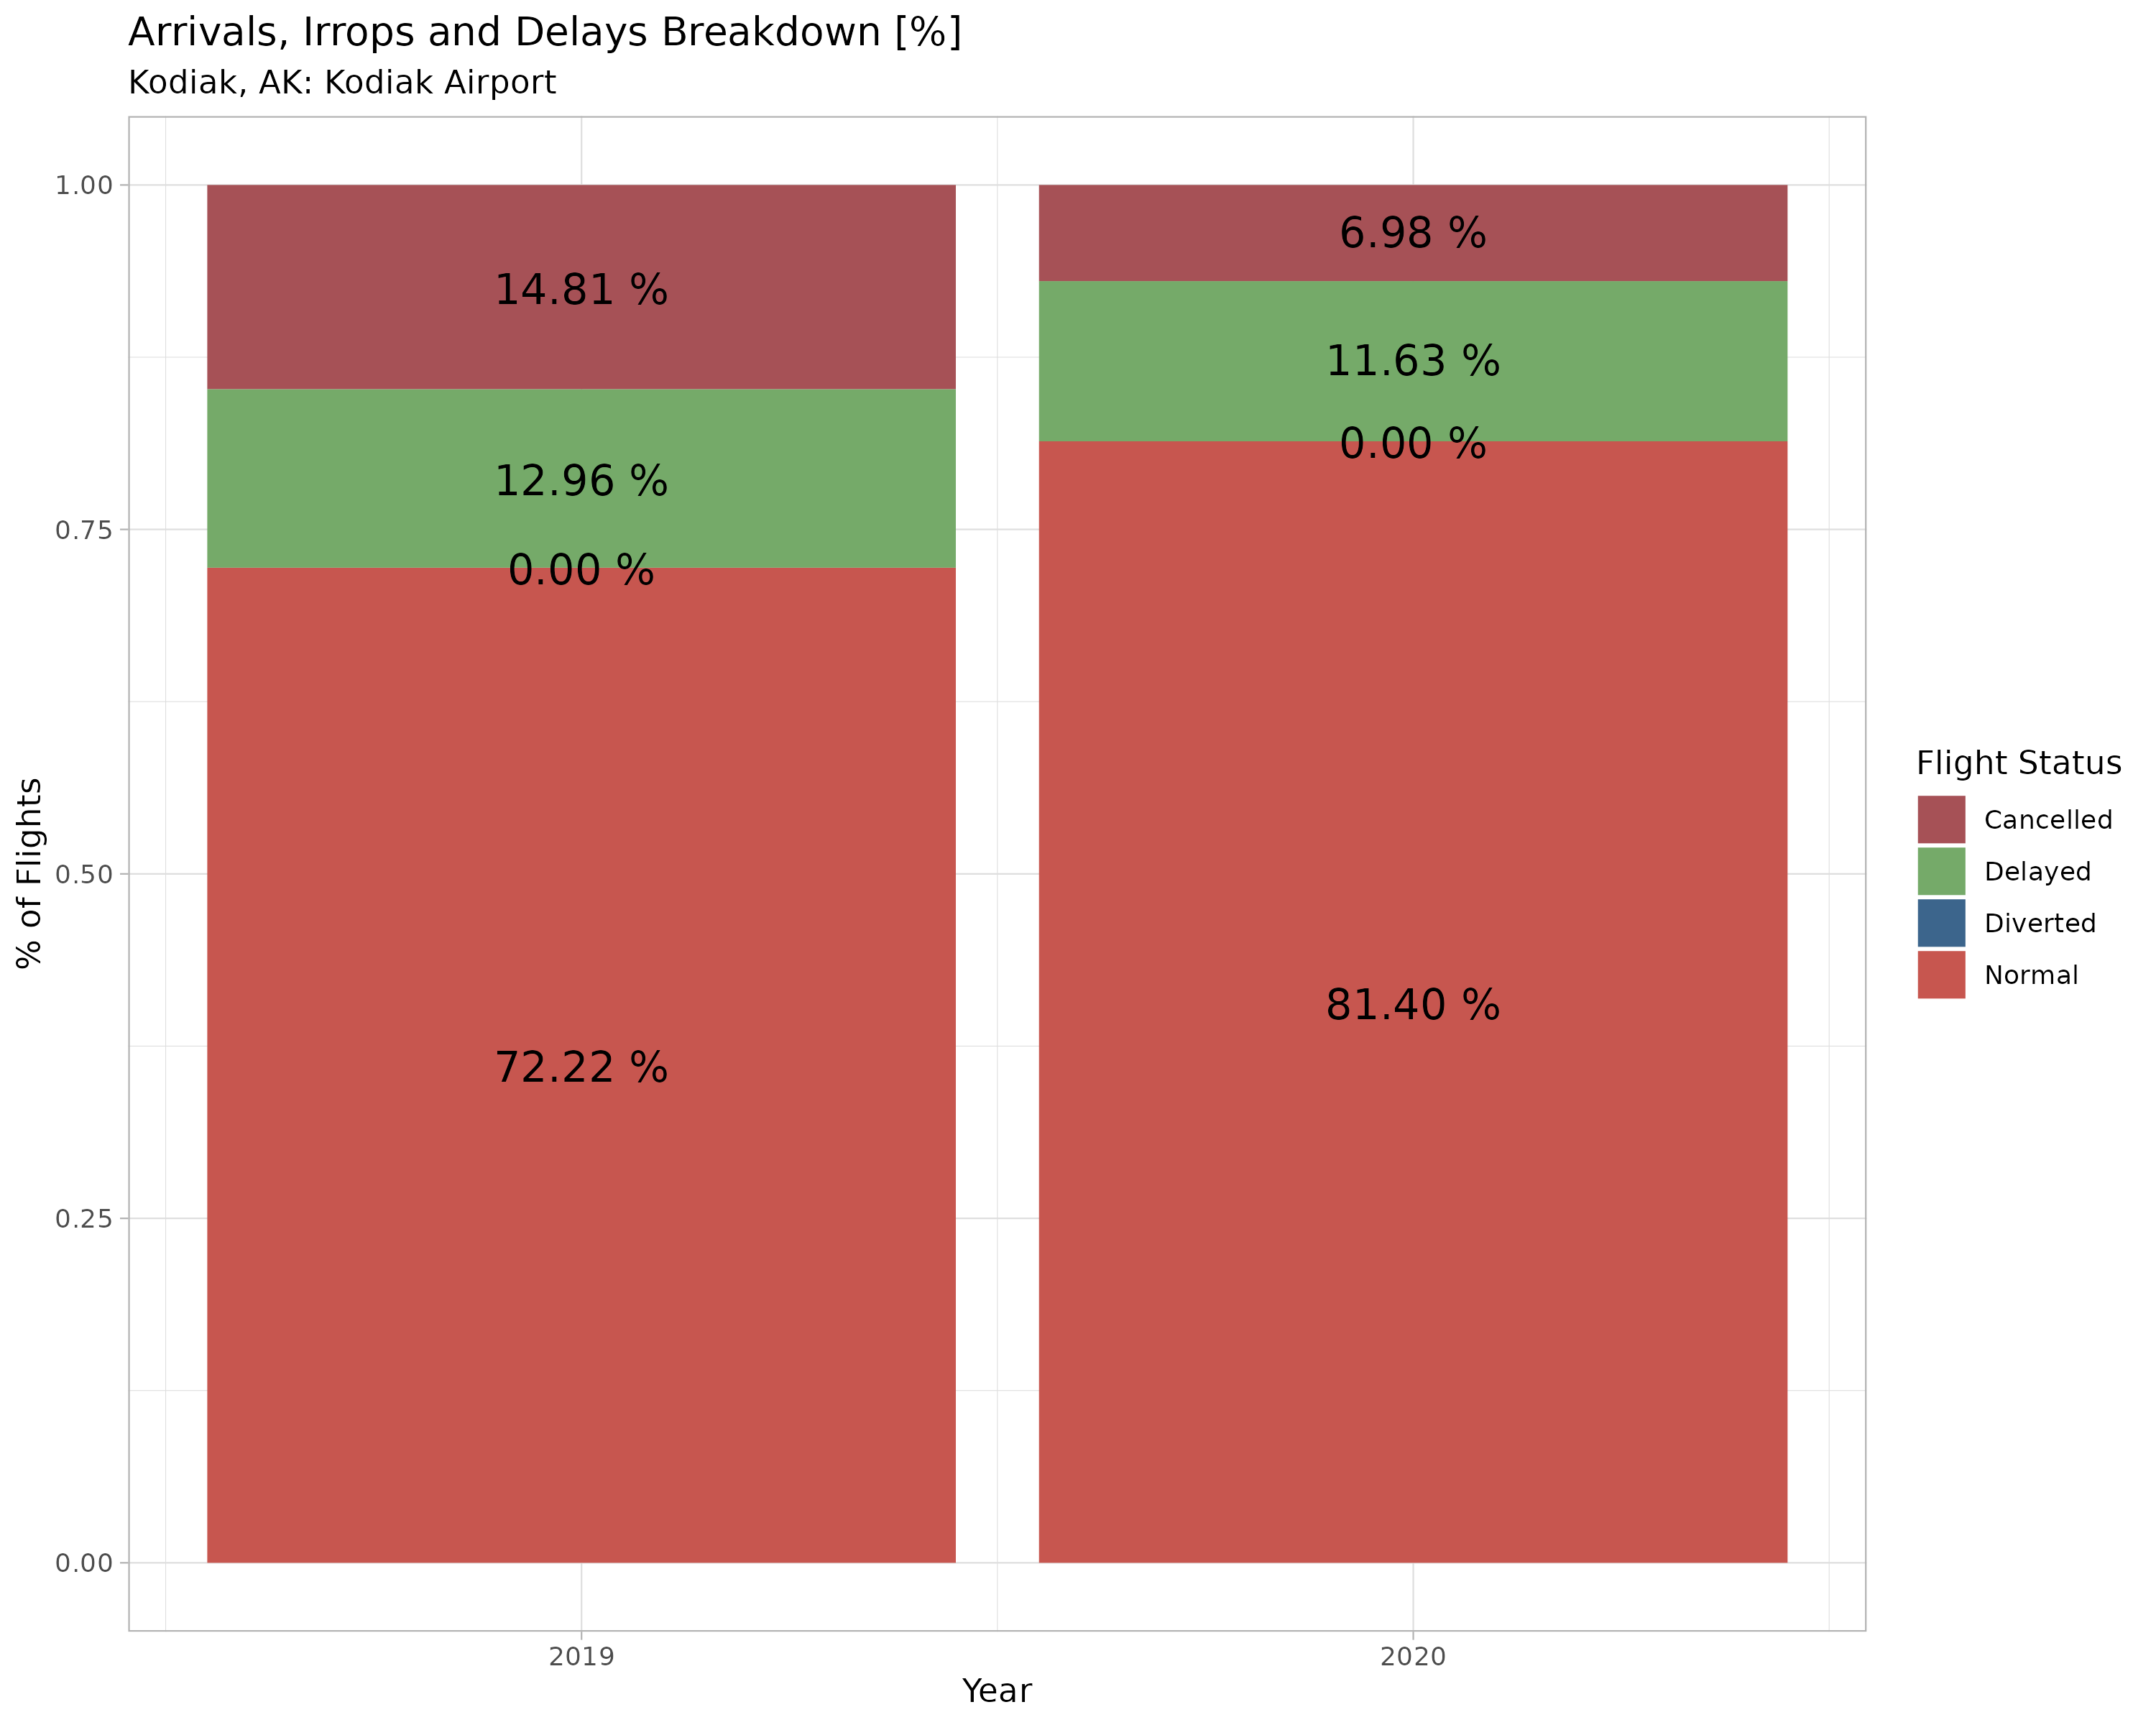 Arrivals, Irrops and Delays Breakdown [%]
Kodiak, AK: Kodiak Airport
% of Flights
1.00
0.75
0.50
0.25
0.00
14.81 %
12.96 %
0.00 %
72.22 %
6.98 %
11.63 %
0.00 %
81.40 %
2019
2020
Year
Flight Status
Cancelled
Delayed
Diverted
Normal